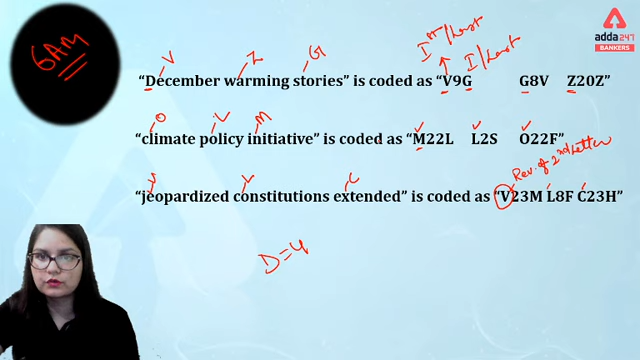 6AM
adda247
BANKERS
Ist/Last
V Z G I/Last
"December warming stories" is coded as "V9G G8V Z20Z"
O L M
"climate policy initiative" is coded as "M22L L2S O22F"
Rev. of 2nd letter
V L C
"jeopardized constitutions extended" is coded as "V23M L8F C23H"
D=4